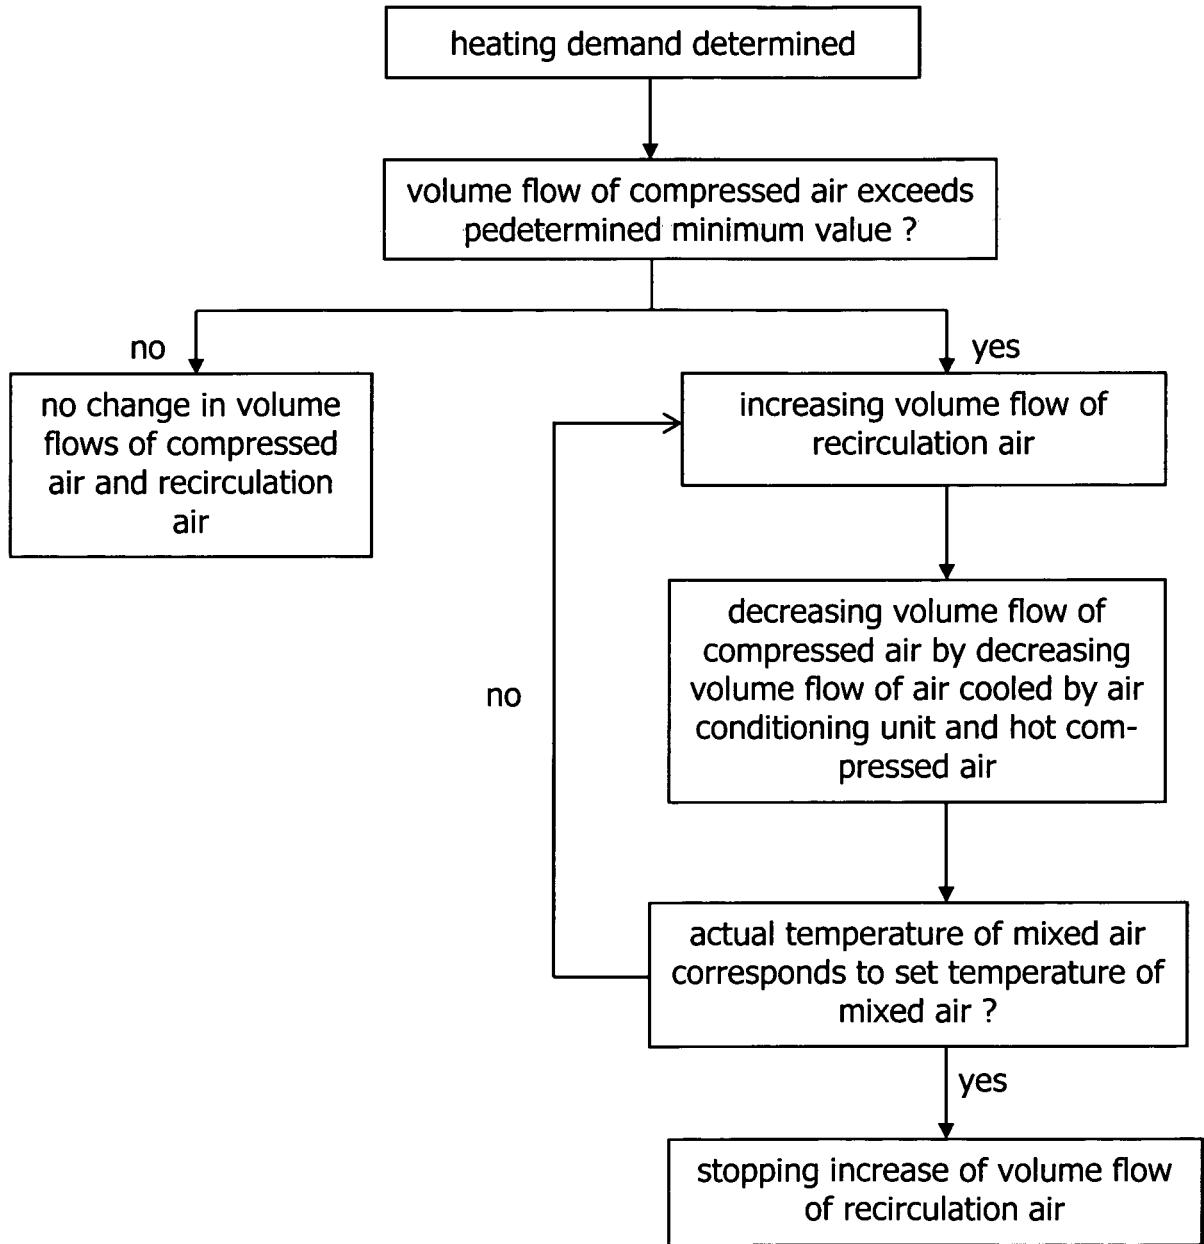 heating demand determined
volume flow of compressed air exceeds
pedetermined minimum value ?
no
yes
no change in volume
flows of compressed
air and recirculation
air
increasing volume flow of
recirculation air
decreasing volume flow of
compressed air by decreasing
volume flow of air cooled by air
conditioning unit and hot com-
pressed air
no
actual temperature of mixed air
corresponds to set temperature of
mixed air ?
yes
stopping increase of volume flow
of recirculation air